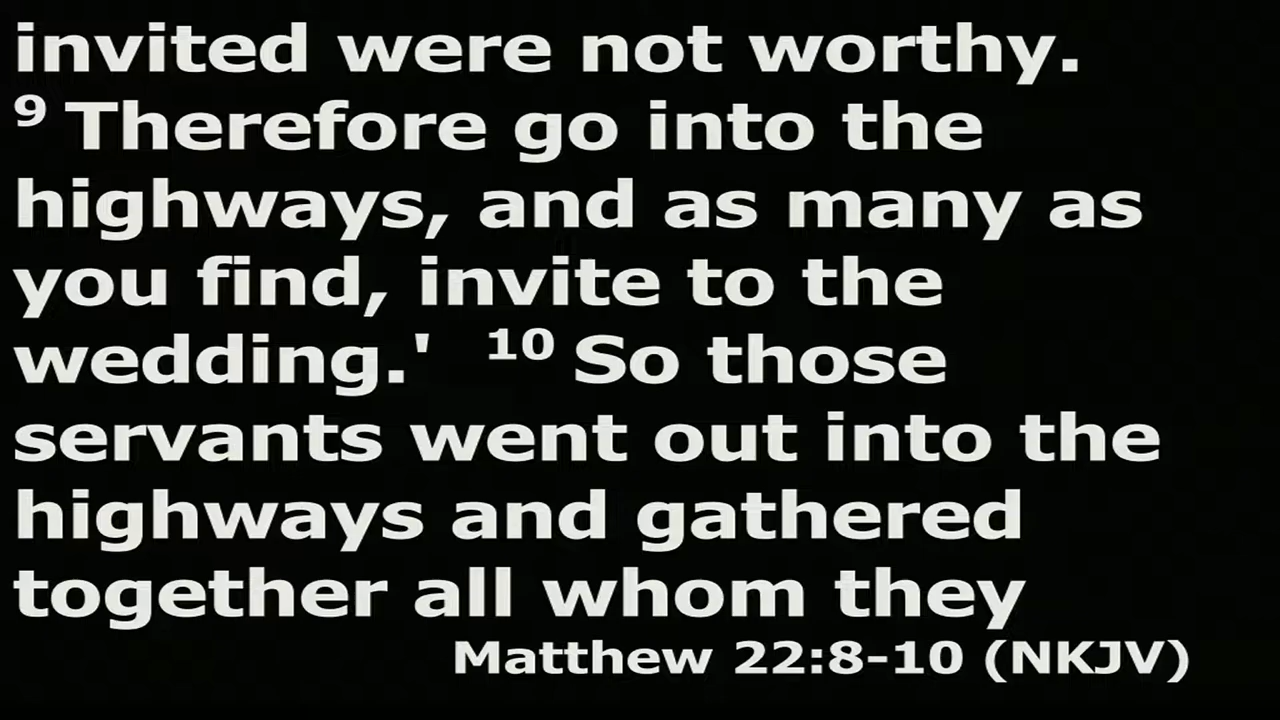 invited were not worthy.
9 Therefore go into the
highways, and as many as
you find, invite to the
wedding.' 10 So those
servants went out into the
highways and gathered
together all whom they
Matthew 22:8-10 (NKJV)